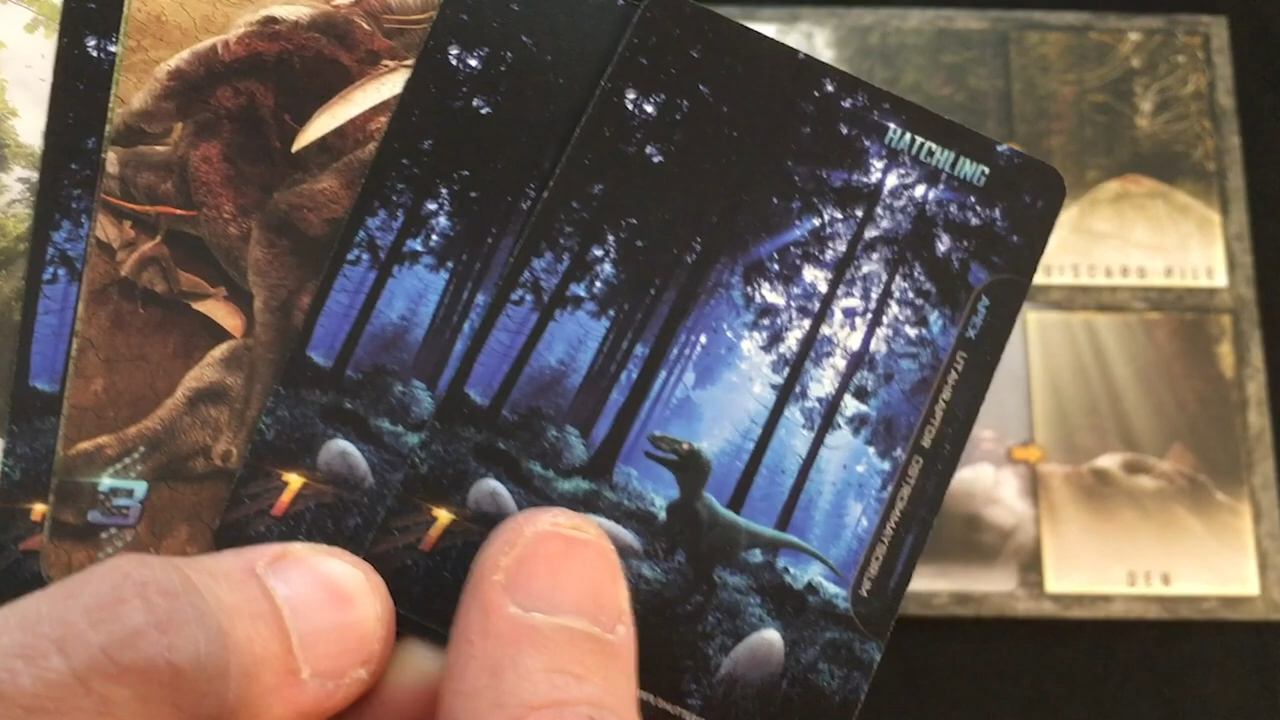 HATCHLING
APEX UTAHRAPTOR OSTROMMAYSORUM
DISCARD PILE
DEN
3
1
1